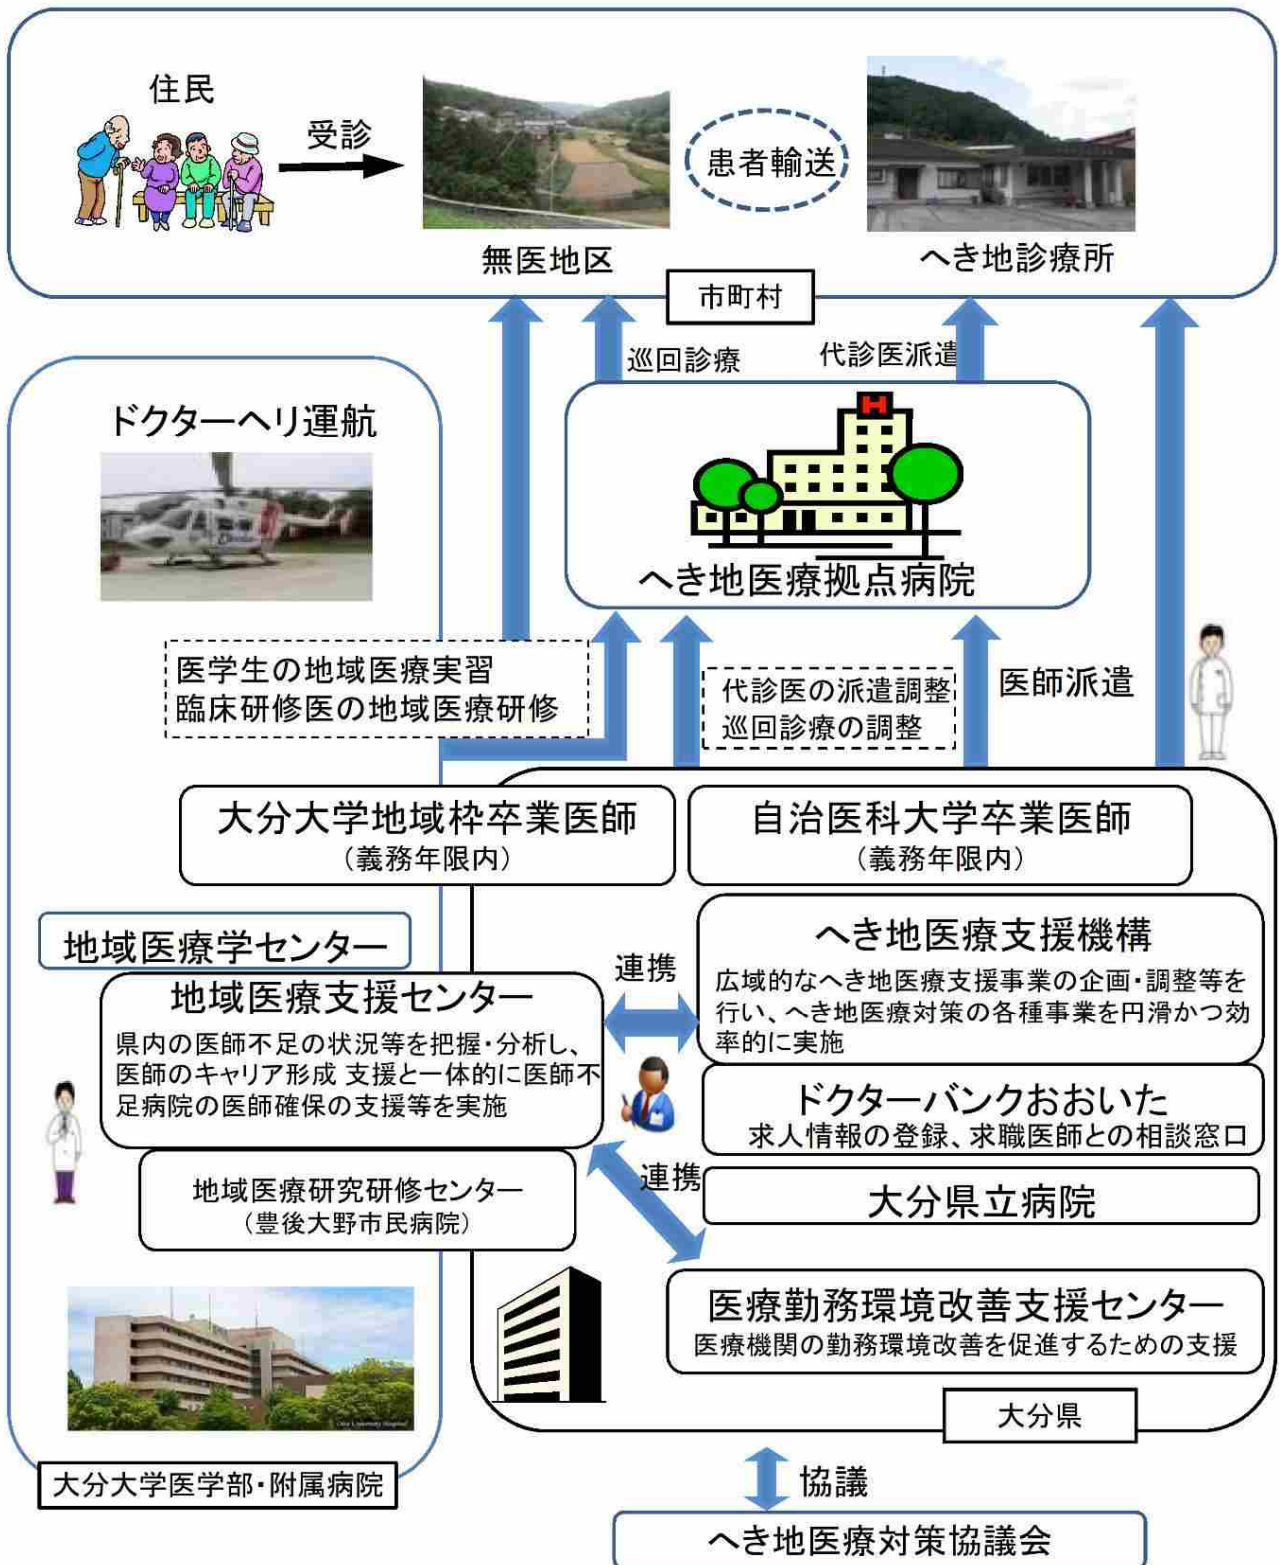 住民
受診
患者輸送
無医地区
へき地診療所
市町村
巡回診療
代診医派遣
ドクターヘリ運航
H
へき地医療拠点病院
医学生の地域医療実習
臨床研修医の地域医療研修
代診医の派遣調整
巡回診療の調整
医師派遣
大分大学地域枠卒業医師
（義務年限内）
自治医科大学卒業医師
（義務年限内）
地域医療学センター
地域医療支援センター
県内の医師不足の状況等を把握・分析し、
医師のキャリア形成 支援と一体的に医師不
足病院の医師確保の支援等を実施
連携
へき地医療支援機構
広域的なへき地医療支援事業の企画・調整等を
行い、へき地医療対策の各種事業を円滑かつ効
率的に実施
ドクターバンクおおいた
求人情報の登録、求職医師との相談窓口
地域医療研究研修センター
（豊後大野市民病院）
連携
大分県立病院
医療勤務環境改善支援センター
医療機関の勤務環境改善を促進するための支援
大分県
Oita University Hospital
大分大学医学部・附属病院
協議
へき地医療対策協議会